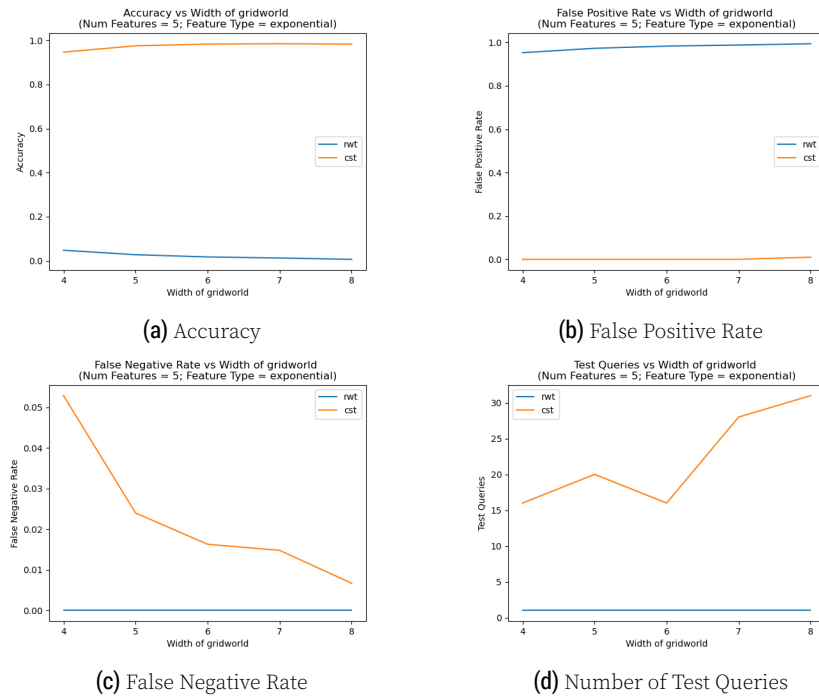 Accuracy vs Width of gridworld
(Num Features = 5; Feature Type = exponential)
1.0
0.8
0.6
0.4
0.2
0.0
Accuracy
rwt
cst
4 5 6 7 8
Width of gridworld
(a) Accuracy
False Positive Rate vs Width of gridworld
(Num Features = 5; Feature Type = exponential)
1.0
0.8
0.6
0.4
0.2
0.0
False Positive Rate
rwt
cst
4 5 6 7 8
Width of gridworld
(b) False Positive Rate
False Negative Rate vs Width of gridworld
(Num Features = 5; Feature Type = exponential)
0.05
0.04
0.03
0.02
0.01
0.00
False Negative Rate
rwt
cst
4 5 6 7 8
Width of gridworld
(c) False Negative Rate
Test Queries vs Width of gridworld
(Num Features = 5; Feature Type = exponential)
30
25
20
15
10
5
0
Test Queries
rwt
cst
4 5 6 7 8
Width of gridworld
(d) Number of Test Queries